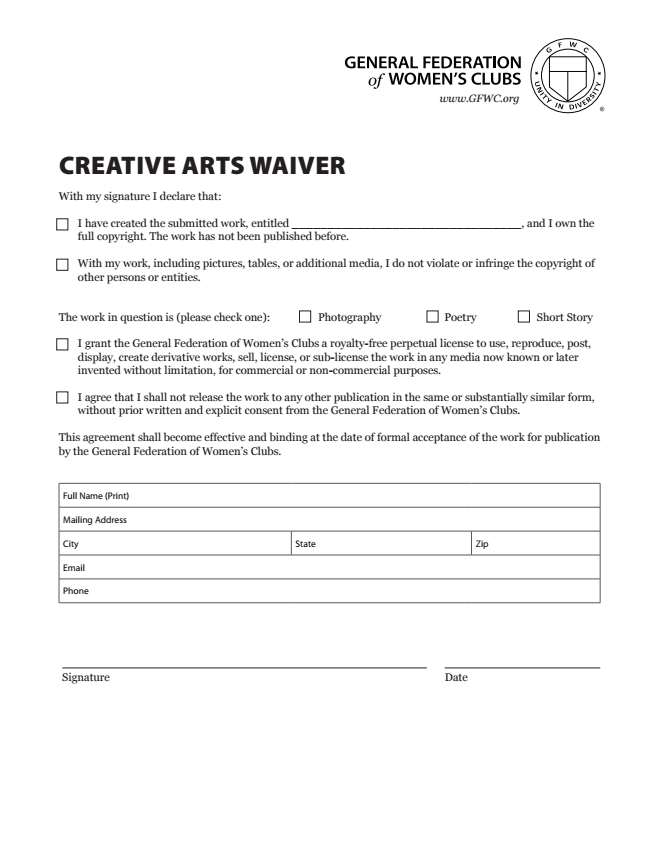 GENERAL FEDERATION
of WOMEN'S CLUBS
www.GFWC.org
GFWC
UNITY IN DIVERSITY
®
CREATIVE ARTS WAIVER
With my signature I declare that:
I have created the submitted work, entitled ______________________________, and I own the
full copyright. The work has not been published before.
With my work, including pictures, tables, or additional media, I do not violate or infringe the copyright of
other persons or entities.
The work in question is (please check one): Photography Poetry Short Story
I grant the General Federation of Women's Clubs a royalty-free perpetual license to use, reproduce, post,
display, create derivative works, sell, license, or sub-license the work in any media now known or later
invented without limitation, for commercial or non-commercial purposes.
I agree that I shall not release the work to any other publication in the same or substantially similar form,
without prior written and explicit consent from the General Federation of Women's Clubs.
This agreement shall become effective and binding at the date of formal acceptance of the work for publication
by the General Federation of Women's Clubs.
Full Name (Print)
Mailing Address
City State Zip
Email
Phone
Signature Date